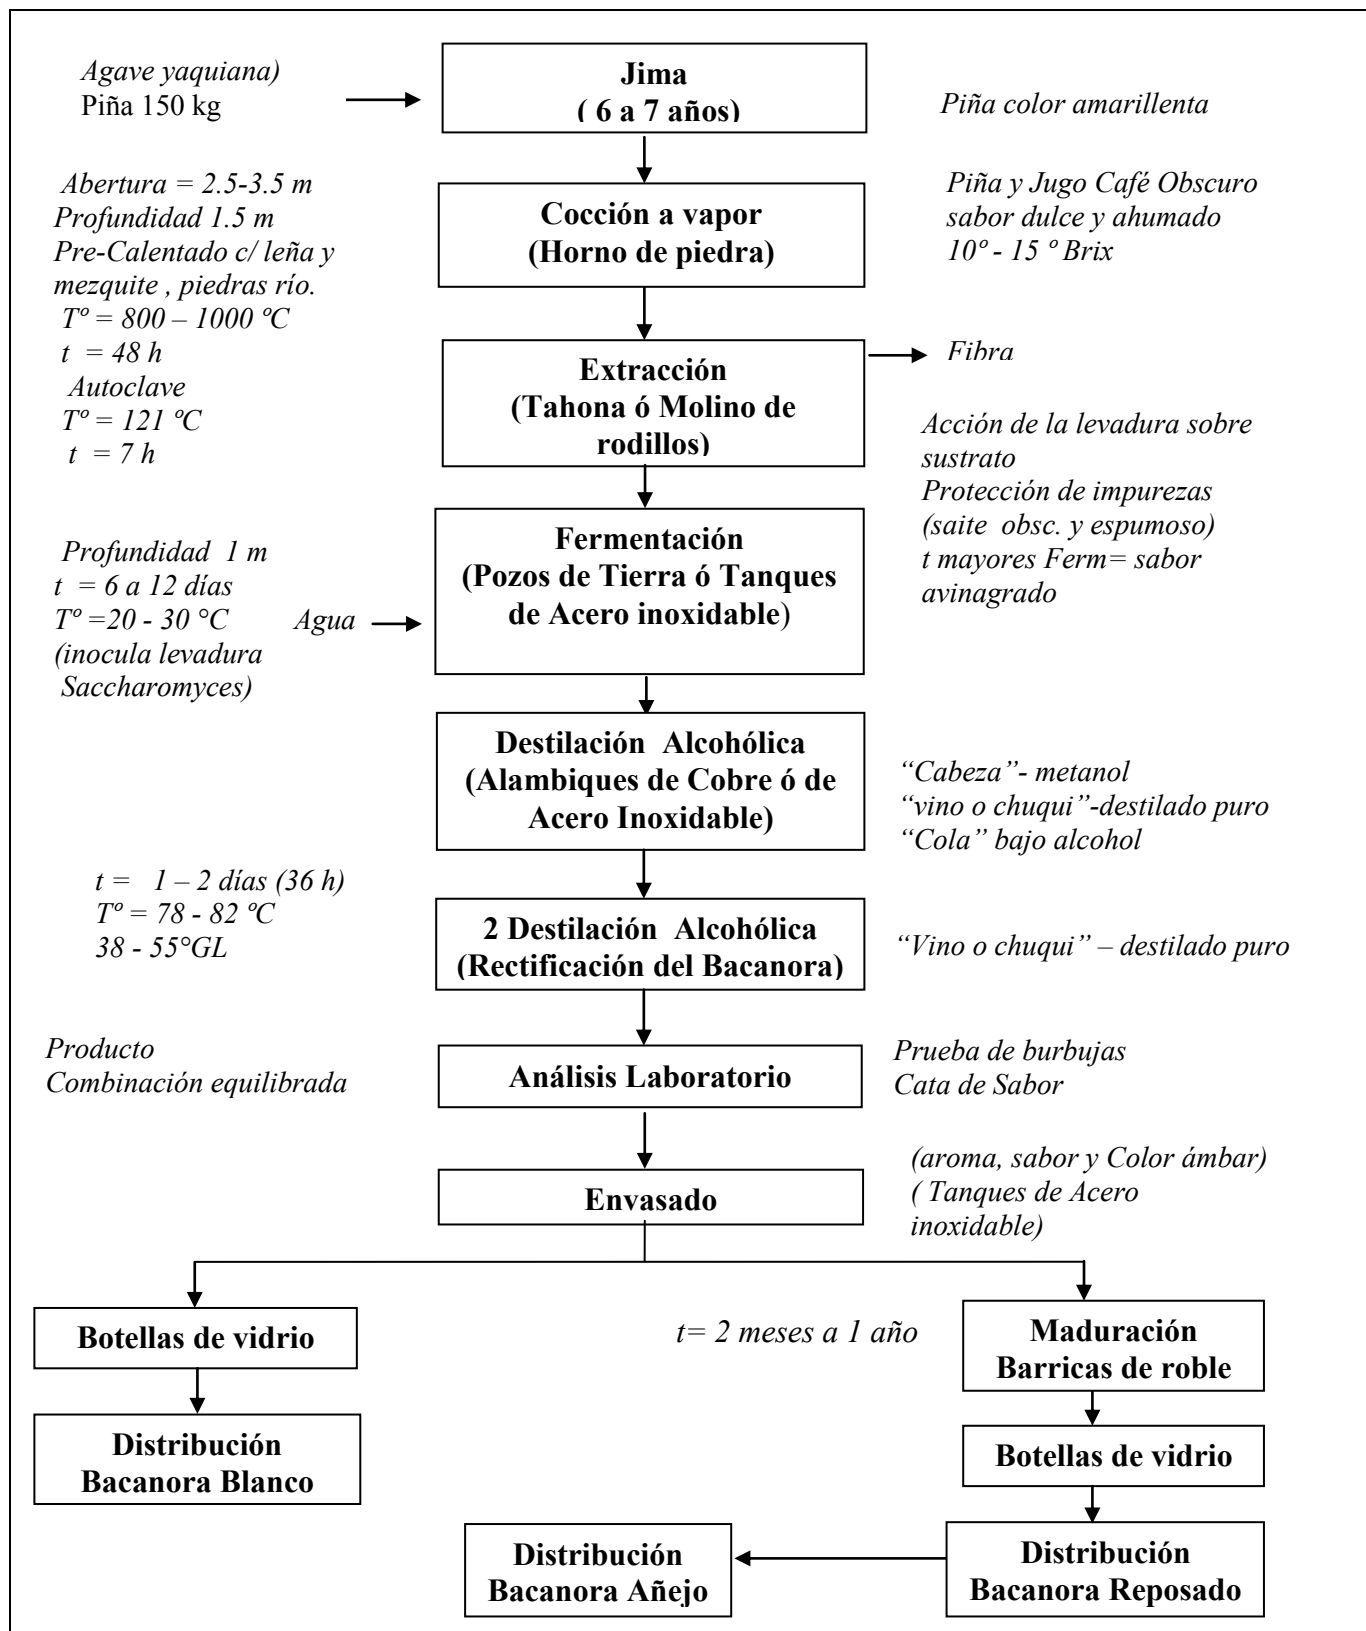 Agave yaquiana)
Piña 150 kg
Jima
( 6 a 7 años)
Piña color amarillenta
Abertura = 2.5-3.5 m
Profundidad 1.5 m
Pre-Calentado c/ leña y
mezquite , piedras río.
Tº = 800 – 1000 ºC
t = 48 h
Autoclave
Tº = 121 ºC
t = 7 h
Cocción a vapor
(Horno de piedra)
Piña y Jugo Café Obscuro
sabor dulce y ahumado
10º - 15 º Brix
Extracción
(Tahona ó Molino de
rodillos)
Fibra
Acción de la levadura sobre
sustrato
Protección de impurezas
(saite obsc. y espumoso)
t mayores Ferm= sabor
avinagrado
Profundidad 1 m
t = 6 a 12 días
Tº =20 - 30 °C
(inocula levadura
Saccharomyces)
Agua
Fermentación
(Pozos de Tierra ó Tanques
de Acero inoxidable)
Destilación Alcohólica
(Alambiques de Cobre ó de
Acero Inoxidable)
“Cabeza”- metanol
“vino o chuqui”-destilado puro
“Cola” bajo alcohol
t = 1 – 2 días (36 h)
Tº = 78 - 82 ºC
38 - 55°GL
2 Destilación Alcohólica
(Rectificación del Bacanora)
“Vino o chuqui” – destilado puro
Producto
Combinación equilibrada
Análisis Laboratorio
Prueba de burbujas
Cata de Sabor
Envasado
(aroma, sabor y Color ámbar)
( Tanques de Acero
inoxidable)
Botellas de vidrio
t= 2 meses a 1 año
Maduración
Barricas de roble
Distribución
Bacanora Blanco
Botellas de vidrio
Distribución
Bacanora Añejo
Distribución
Bacanora Reposado